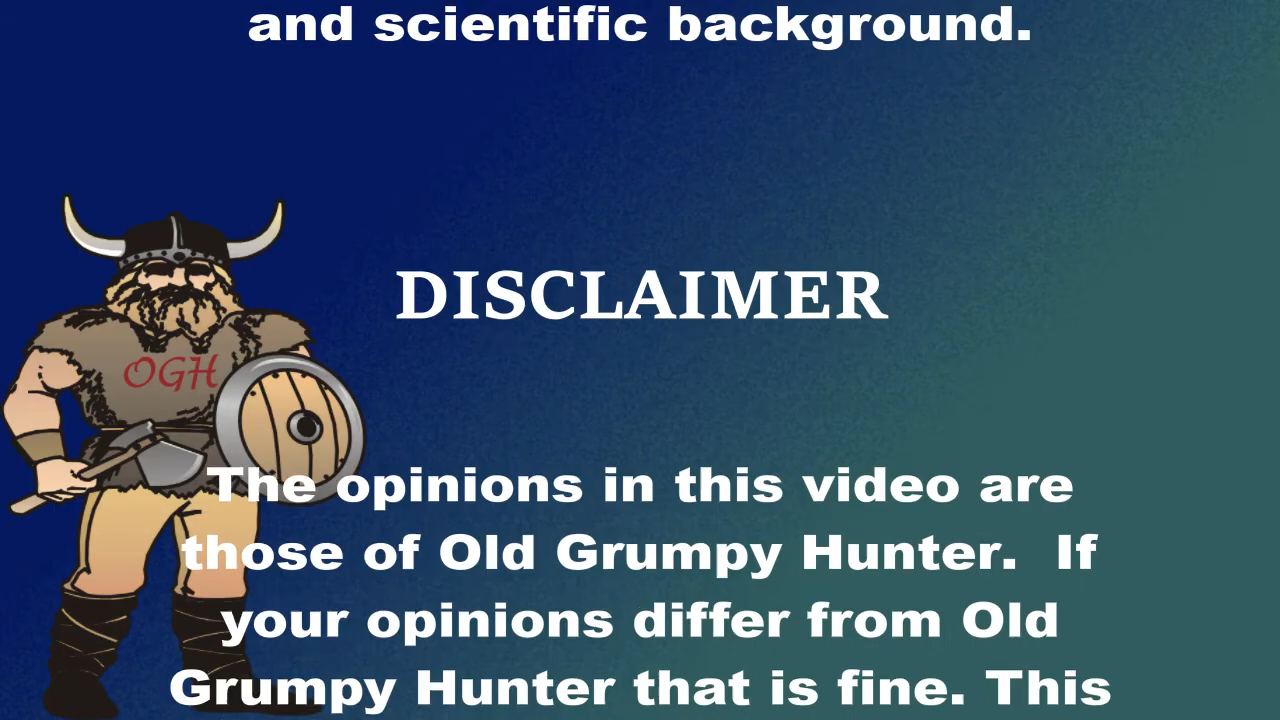 and scientific background.
DISCLAIMER
OGH
The opinions in this video are
those of Old Grumpy Hunter.  If
your opinions differ from Old
Grumpy Hunter that is fine. This